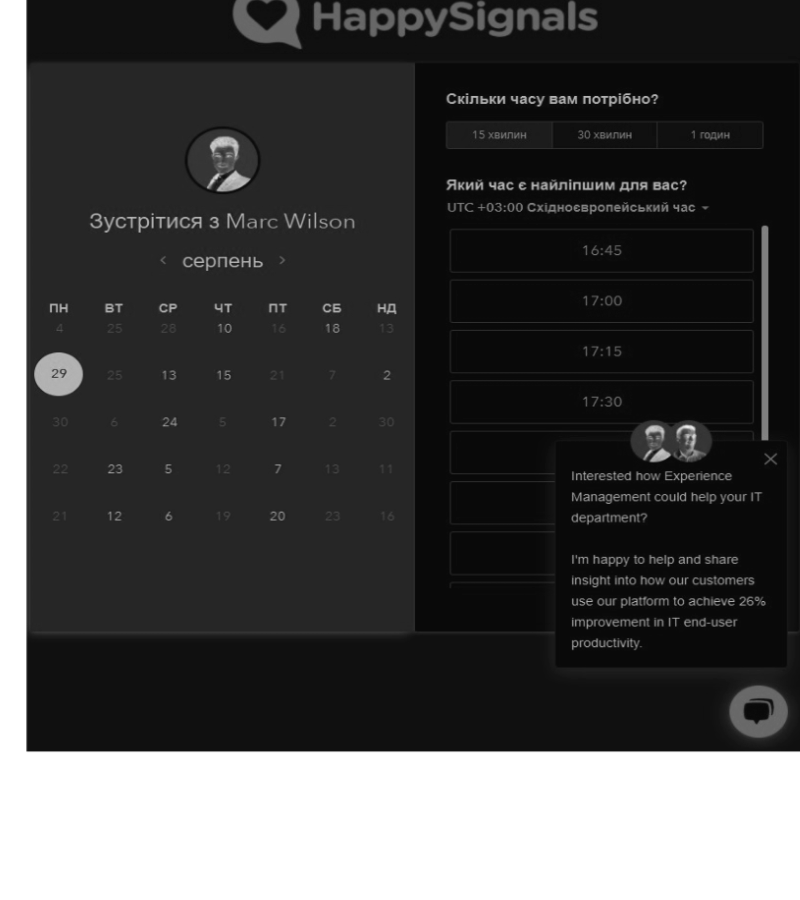 HappySignals
Зустрітися з Marc Wilson
серпень
ПН ВТ СР ЧТ ПТ СБ НД
4 25 28 10 16 18 13
29 25 13 15 21 7 2
30 6 24 5 17 2 30
22 23 5 12 7 13 11
21 12 6 19 20 23 16
Скільки часу вам потрібно?
15 хвилин 30 хвилин 1 годин
Який час є найліпшим для вас?
UTC +03:00 Східноєвропейський час
16:45
17:00
17:15
17:30
Interested how Experience
Management could help your IT
department?
I'm happy to help and share
insight into how our customers
use our platform to achieve 26%
improvement in IT end-user
productivity.